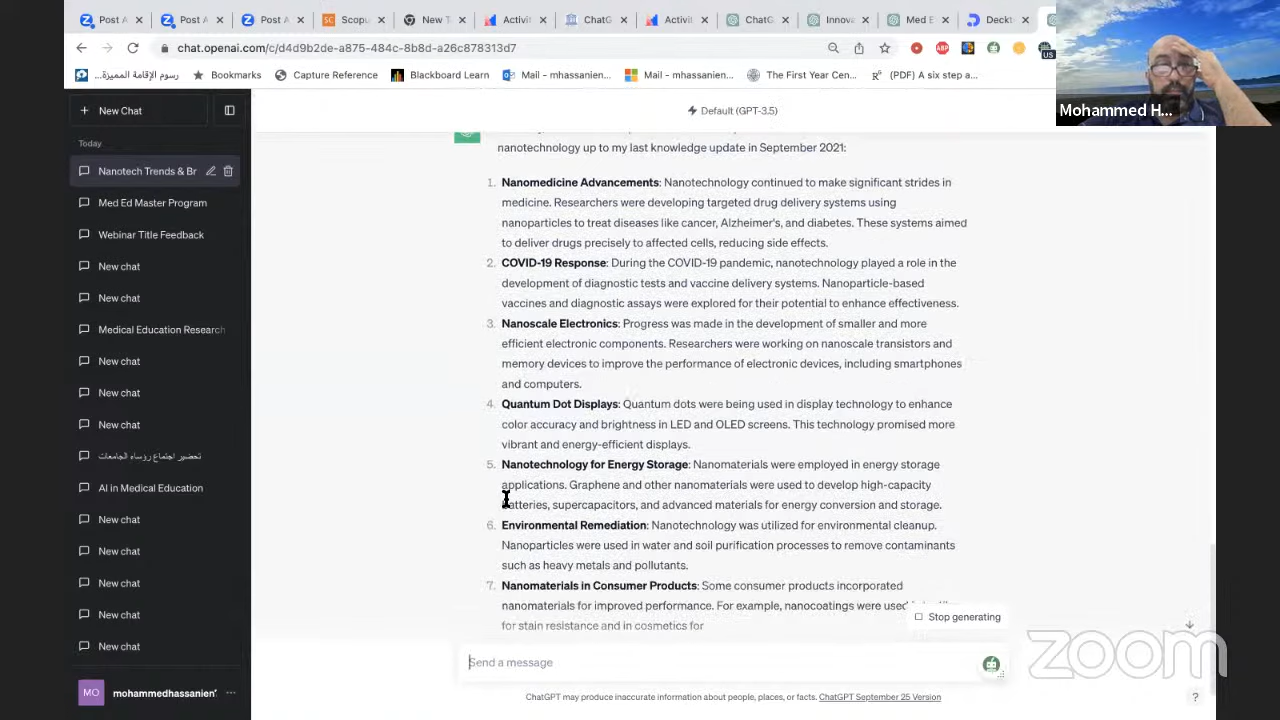 Post A
Post A
Post A
Scopu
New T
Activit
ChatG
Activit
ChatG
Innova
Med E
Deckto
chat.openai.com/c/d4d9b2de-a875-484c-8b8d-a26c878313d7
ABP
US
رسوم الإقامة المميزة...
Bookmarks
Capture Reference
Blackboard Learn
Mail – mhassanien...
Mail – mhassanien...
The First Year Cen...
(PDF) A six step a...
Mohammed H...
New Chat
Default (GPT-3.5)
Today
Nanotech Trends & Br
Med Ed Master Program
Webinar Title Feedback
New chat
New chat
Medical Education Research
New chat
New chat
New chat
تحضير اجتماع رؤساء الجامعات
AI in Medical Education
New chat
New chat
New chat
New chat
New chat
MO
mohammedhassanien
...
nanotechnology up to my last knowledge update in September 2021:
1. Nanomedicine Advancements: Nanotechnology continued to make significant strides in
medicine. Researchers were developing targeted drug delivery systems using
nanoparticles to treat diseases like cancer, Alzheimer's, and diabetes. These systems aimed
to deliver drugs precisely to affected cells, reducing side effects.
2. COVID-19 Response: During the COVID-19 pandemic, nanotechnology played a role in the
development of diagnostic tests and vaccine delivery systems. Nanoparticle-based
vaccines and diagnostic assays were explored for their potential to enhance effectiveness.
3. Nanoscale Electronics: Progress was made in the development of smaller and more
efficient electronic components. Researchers were working on nanoscale transistors and
memory devices to improve the performance of electronic devices, including smartphones
and computers.
4. Quantum Dot Displays: Quantum dots were being used in display technology to enhance
color accuracy and brightness in LED and OLED screens. This technology promised more
vibrant and energy-efficient displays.
5. Nanotechnology for Energy Storage: Nanomaterials were employed in energy storage
applications. Graphene and other nanomaterials were used to develop high-capacity
batteries, supercapacitors, and advanced materials for energy conversion and storage.
6. Environmental Remediation: Nanotechnology was utilized for environmental cleanup.
Nanoparticles were used in water and soil purification processes to remove contaminants
such as heavy metals and pollutants.
7. Nanomaterials in Consumer Products: Some consumer products incorporated
nanomaterials for improved performance. For example, nanocoatings were used
for stain resistance and in cosmetics for
Stop generating
Send a message
ChatGPT may produce inaccurate information about people, places, or facts. ChatGPT September 25 Version
?
zoom